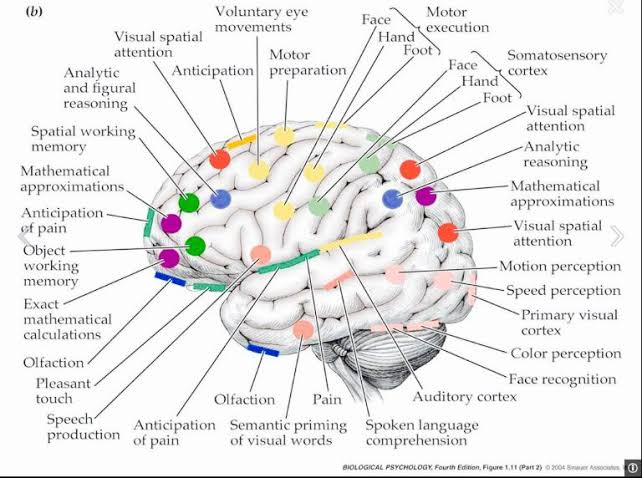 (b)
Visual spatial
attention
Voluntary eye
movements
Face
Hand
Foot
Motor
execution
Analytic
and figural
reasoning
Anticipation
Motor
preparation
Face
Hand
Foot
Somatosensory
cortex
Spatial working
memory
Visual spatial
attention
Mathematical
approximations
Analytic
reasoning
Anticipation
of pain
Mathematical
approximations
Object
working
memory
Visual spatial
attention
Exact
mathematical
calculations
Motion perception
Speed perception
Olfaction
Primary visual
cortex
Pleasant
touch
Color perception
Speech
production
Face recognition
Anticipation
of pain
Olfaction
Semantic priming
of visual words
Pain
Spoken language
comprehension
Auditory cortex
BIOLOGICAL PSYCHOLOGY, Fourth Edition, Figure 1.11 (Part 2) © 2004 Sinauer Associates,